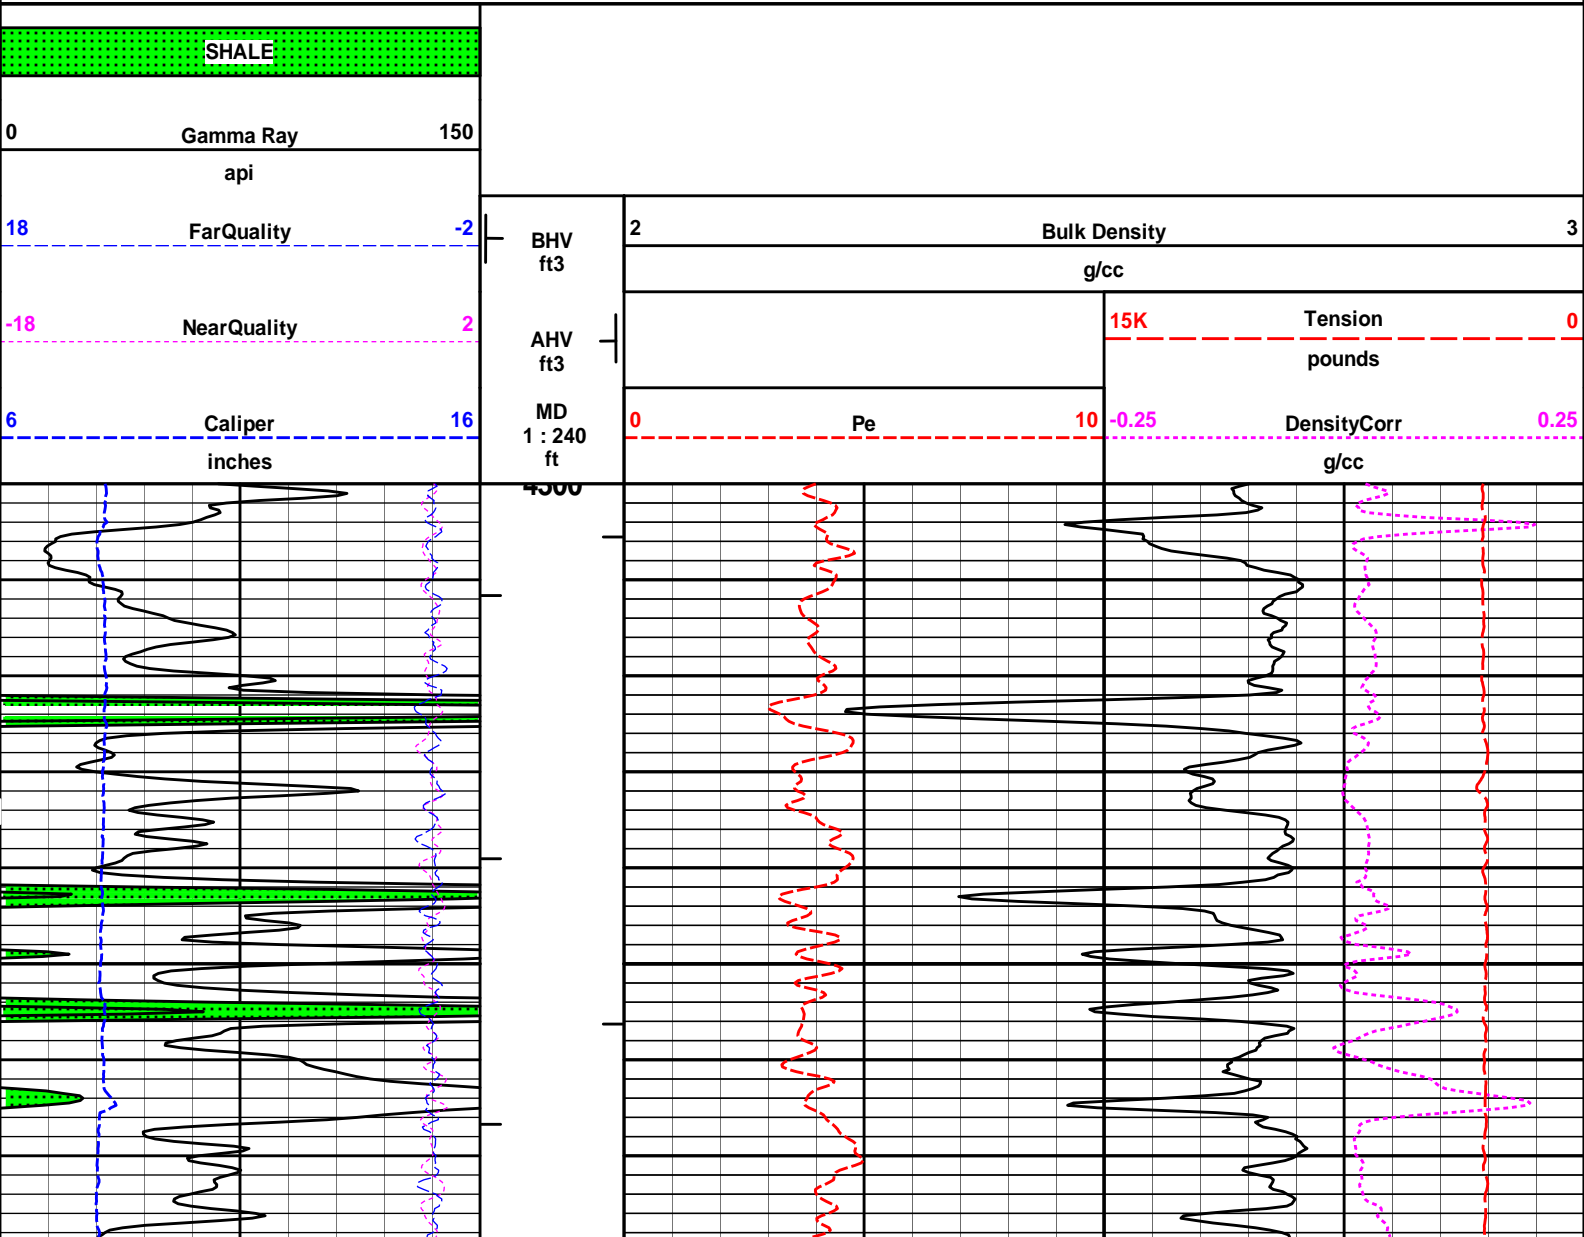 SHALE
0 Gamma Ray 150
api
18 FarQuality -2
-18 NearQuality 2
6 Caliper 16
inches
BHV
ft3
AHV
ft3
MD
1 : 240
ft
2 Bulk Density 3
g/cc
15K Tension 0
pounds
0 Pe 10
-0.25 DensityCorr 0.25
g/cc